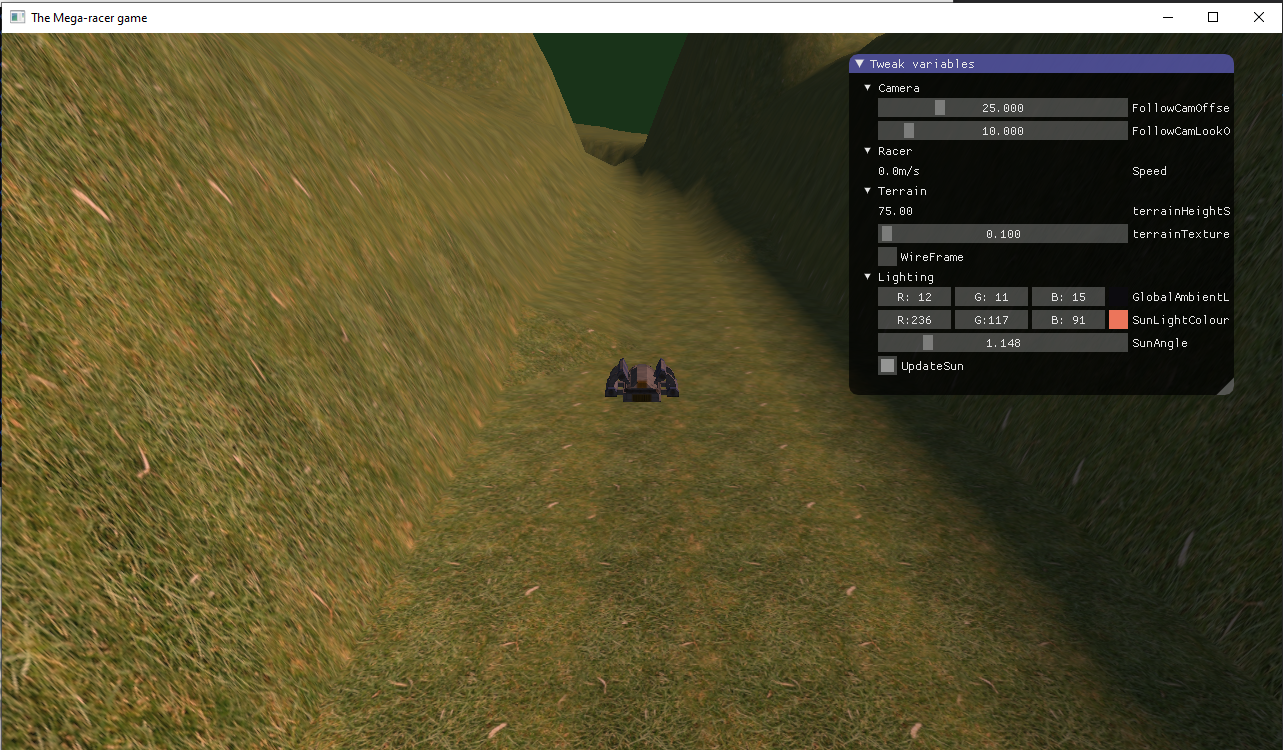 The Mega-racer game
Tweak variables
Camera
25.000 FollowCamOffse
10.000 FollowCamLookO
Racer
0.0m/s Speed
Terrain
75.00 terrainHeightS
0.100 terrainTexture
WireFrame
Lighting
R: 12 G: 11 B: 15 GlobalAmbientL
R:236 G:117 B: 91 SunLightColour
1.148 SunAngle
UpdateSun